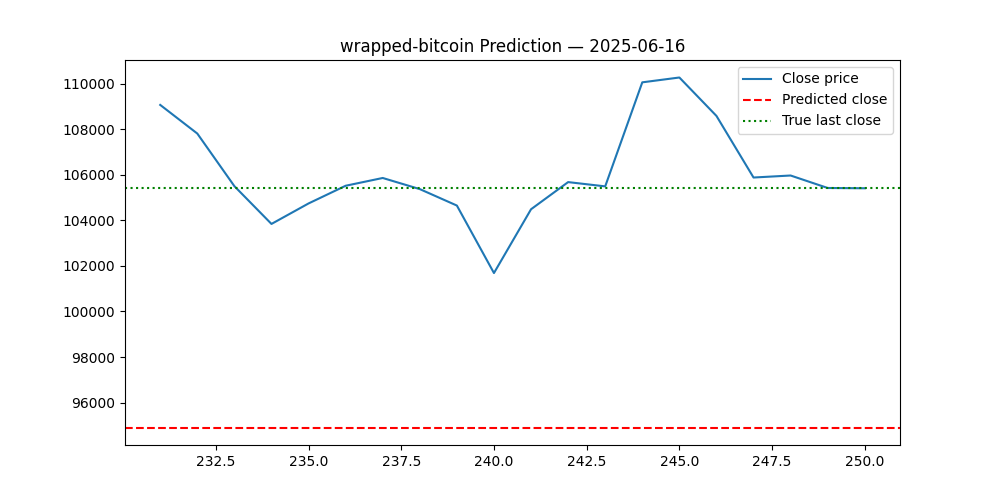 wrapped-bitcoin Prediction — 2025-06-16
110000
108000
106000
104000
102000
100000
98000
96000
Close price
Predicted close
True last close
232.5 235.0 237.5 240.0 242.5 245.0 247.5 250.0